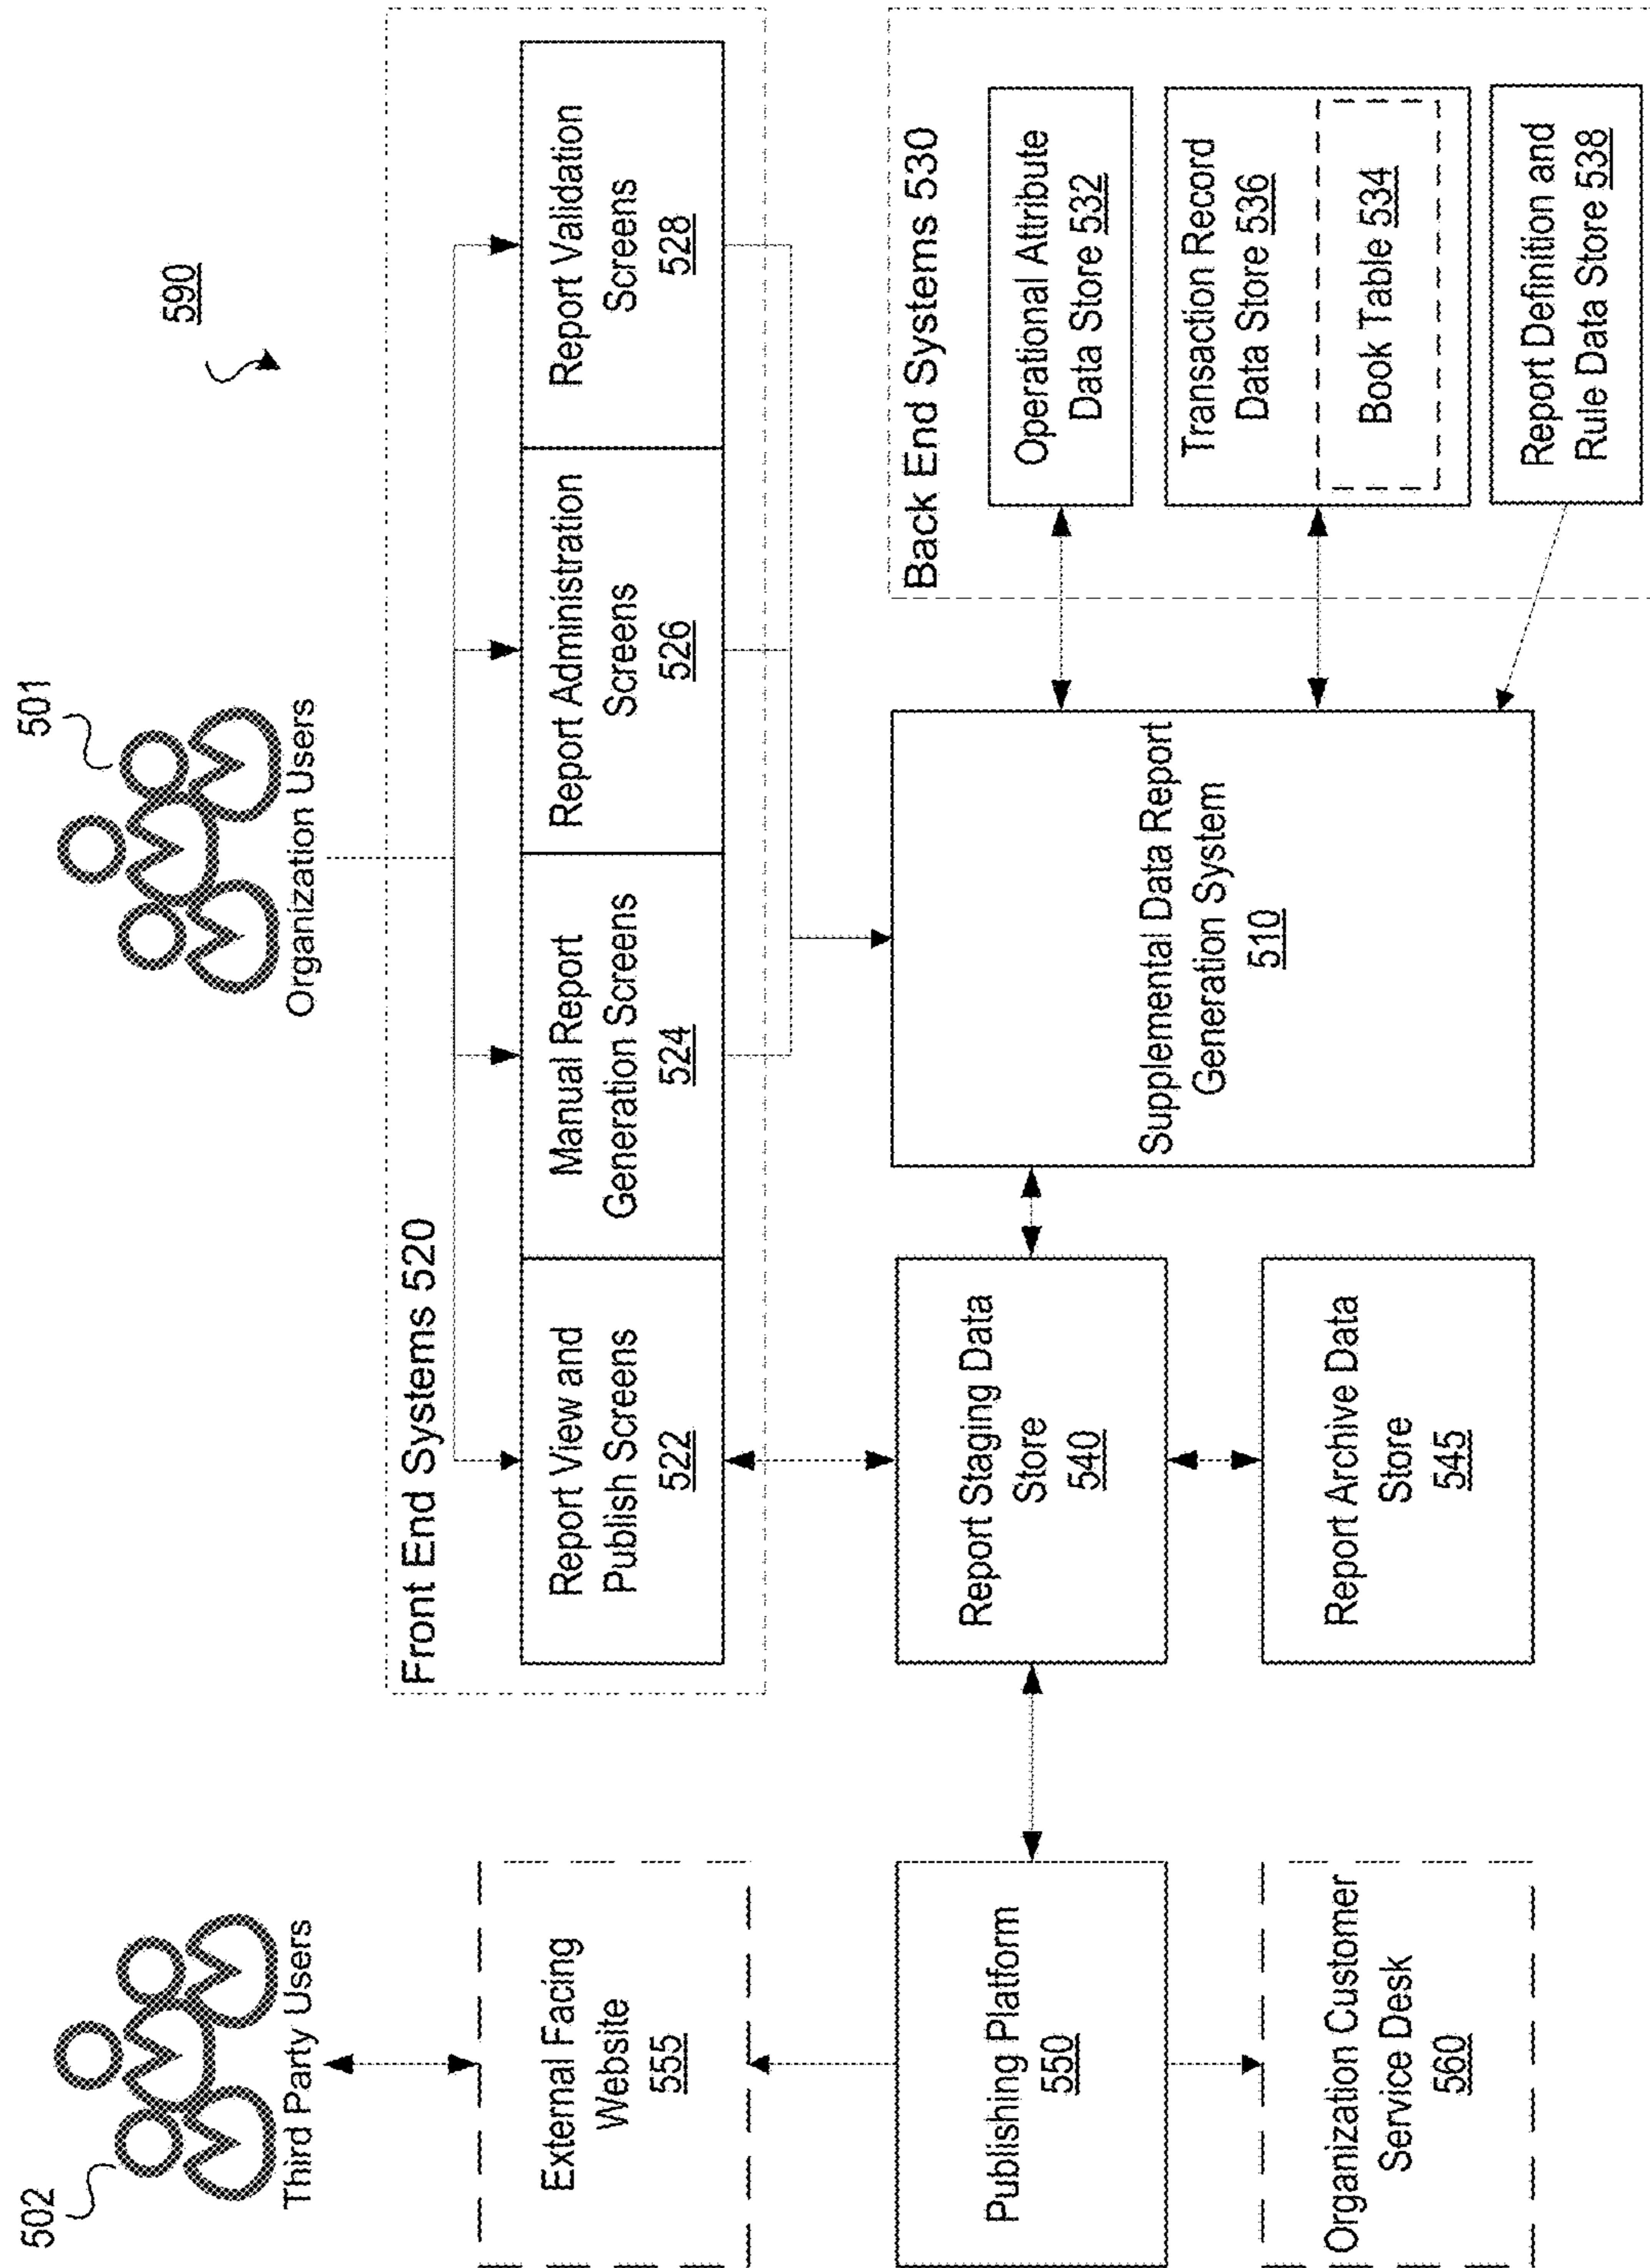 590
502
Third Party Users
501
Organization Users
Front End Systems 520
Report View and
Publish Screens
522
Manual Report
Generation Screens
524
Report Administration
Screens
526
Report Validation
Screens
528
External Facing
Website
555
Publishing Platform
550
Organization Customer
Service Desk
560
Report Staging Data
Store
540
Report Archive Data
Store
545
Supplemental Data Report
Generation System
510
Back End Systems 530
Operational Attribute
Data Store 532
Transaction Record
Data Store 536
Book Table 534
Report Definition and
Rule Data Store 538